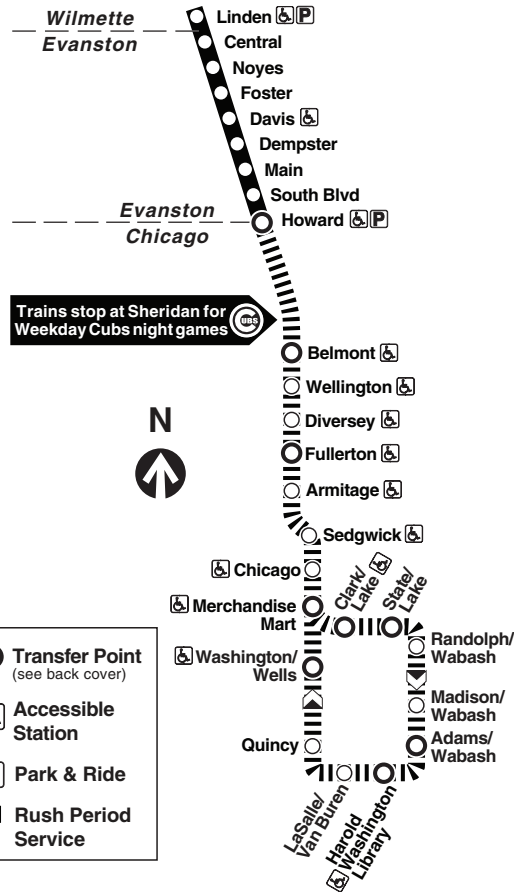 Wilmette
Evanston
Linden P
Central
Noyes
Foster
Davis
Dempster
Main
South Blvd
Evanston
Chicago
Howard P
Trains stop at Sheridan for
Weekday Cubs night games
CUBS
Belmont
Wellington
Diversey
N
Fullerton
Armitage
Sedgwick
Chicago
Clark/
Lake
State/
Lake
Merchandise
Mart
Randolph/
Wabash
Washington/
Wells
Madison/
Wabash
Quincy
Adams/
Wabash
LaSalle/
Van Buren
Harold
Washington
Library
Transfer Point
(see back cover)
Accessible
Station
Park & Ride
Rush Period
Service